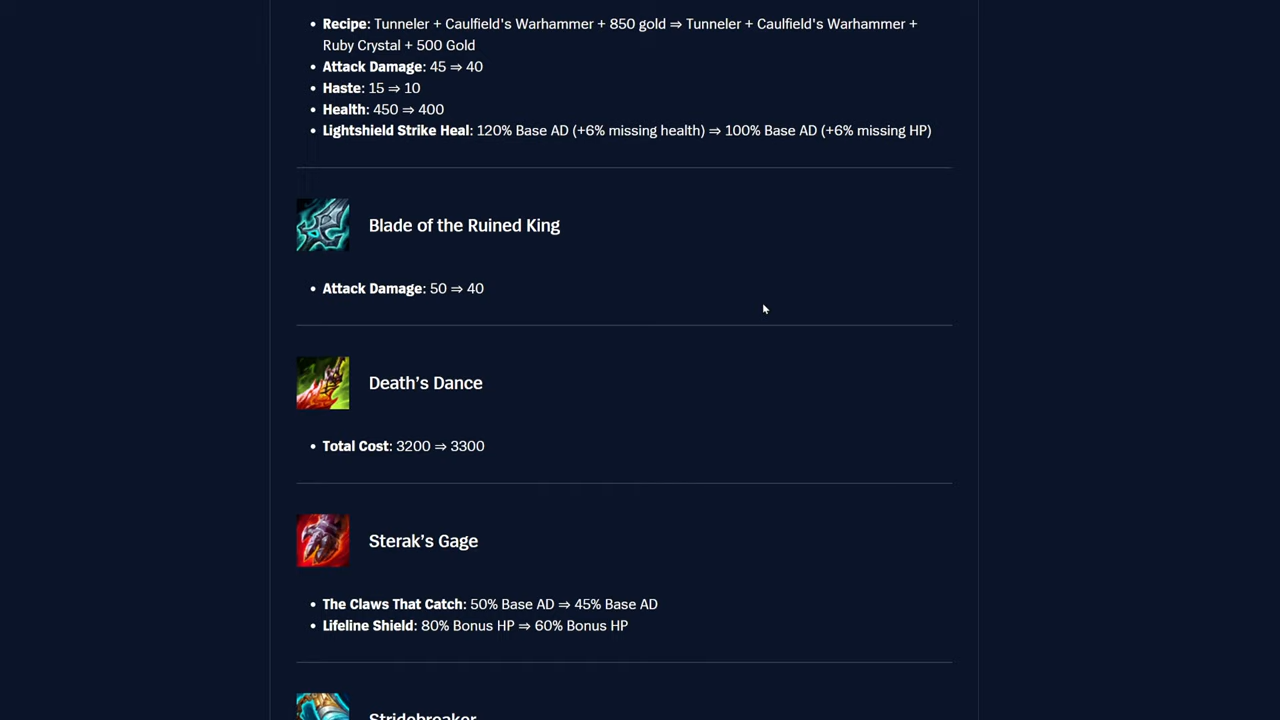 • Recipe: Tunneler + Caulfield's Warhammer + 850 gold ⇒ Tunneler + Caulfield's Warhammer +
Ruby Crystal + 500 Gold
• Attack Damage: 45 ⇒ 40
• Haste: 15 ⇒ 10
• Health: 450 ⇒ 400
• Lightshield Strike Heal: 120% Base AD (+6% missing health) ⇒ 100% Base AD (+6% missing HP)
Blade of the Ruined King
• Attack Damage: 50 ⇒ 40
Death’s Dance
• Total Cost: 3200 ⇒ 3300
Sterak’s Gage
• The Claws That Catch: 50% Base AD ⇒ 45% Base AD
• Lifeline Shield: 80% Bonus HP ⇒ 60% Bonus HP
Stridebreaker